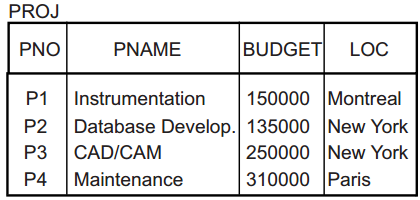 PROJ
PNO PNAME BUDGET LOC
P1 Instrumentation 150000 Montreal
P2 Database Develop. 135000 New York
P3 CAD/CAM 250000 New York
P4 Maintenance 310000 Paris